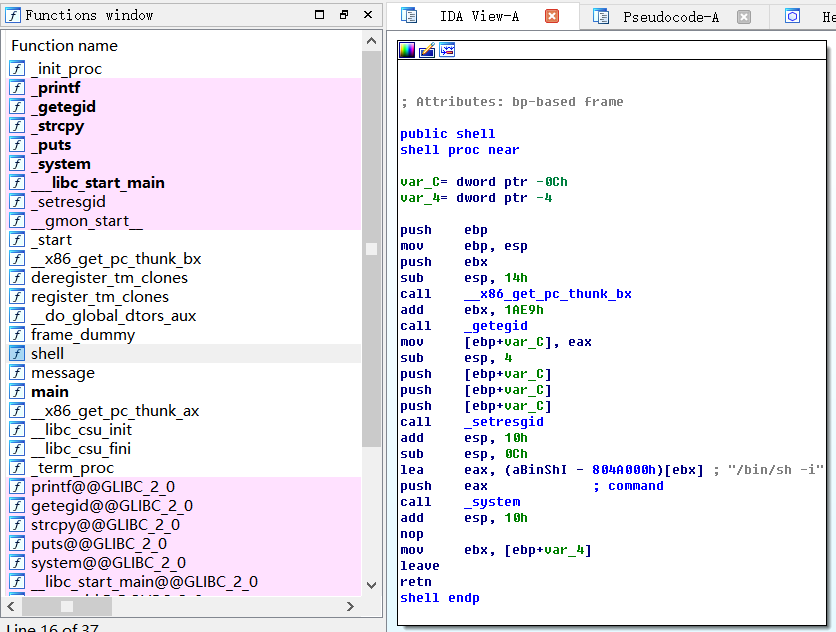 Functions window
Function name
_init_proc
_printf
_getegid
_strcpy
_puts
_system
__libc_start_main
_setresgid
__gmon_start__
_start
__x86_get_pc_thunk_bx
deregister_tm_clones
register_tm_clones
__do_global_dtors_aux
frame_dummy
shell
message
main
__x86_get_pc_thunk_ax
__libc_csu_init
__libc_csu_fini
_term_proc
printf@@GLIBC_2_0
getegid@@GLIBC_2_0
strcpy@@GLIBC_2_0
puts@@GLIBC_2_0
system@@GLIBC_2_0
__libc_start_main@@GLIBC_2_0
Line 16 of 37
IDA View-A
Pseudocode-A
He
; Attributes: bp-based frame
public shell
shell proc near
var_C= dword ptr -0Ch
var_4= dword ptr -4
push ebp
mov ebp, esp
push ebx
sub esp, 14h
call __x86_get_pc_thunk_bx
add ebx, 1AE9h
call _getegid
mov [ebp+var_C], eax
sub esp, 4
push [ebp+var_C]
push [ebp+var_C]
push [ebp+var_C]
call _setresgid
add esp, 10h
sub esp, 0Ch
lea eax, (aBinShI - 804A000h)[ebx] ; "/bin/sh -i"
push eax ; command
call _system
add esp, 10h
nop
mov ebx, [ebp+var_4]
leave
retn
shell endp